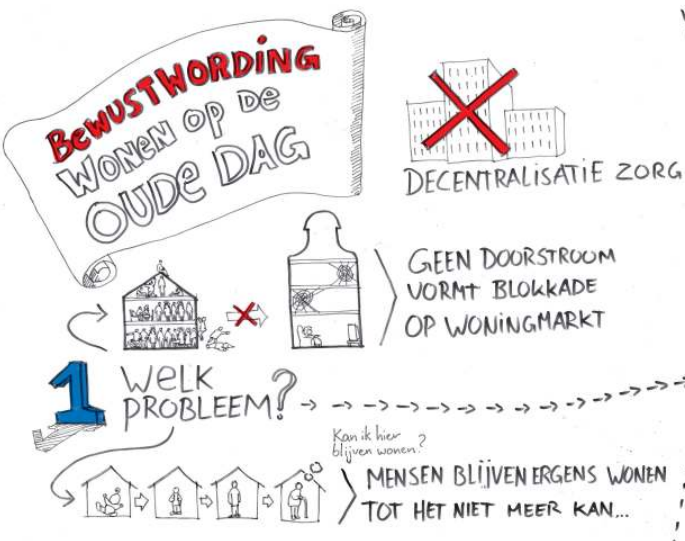 BEWUSTWORDING
WONEN OP DE
OUDE DAG
DECENTRALISATIE ZORG
GEEN DOORSTROOM
VORMT BLOKKADE
OP WONINGMARKT
1 WELK
PROBLEEM?
Kan ik hier
blijven wonen?
MENSEN BLIJVEN ERGENS WONEN
TOT HET NIET MEER KAN...